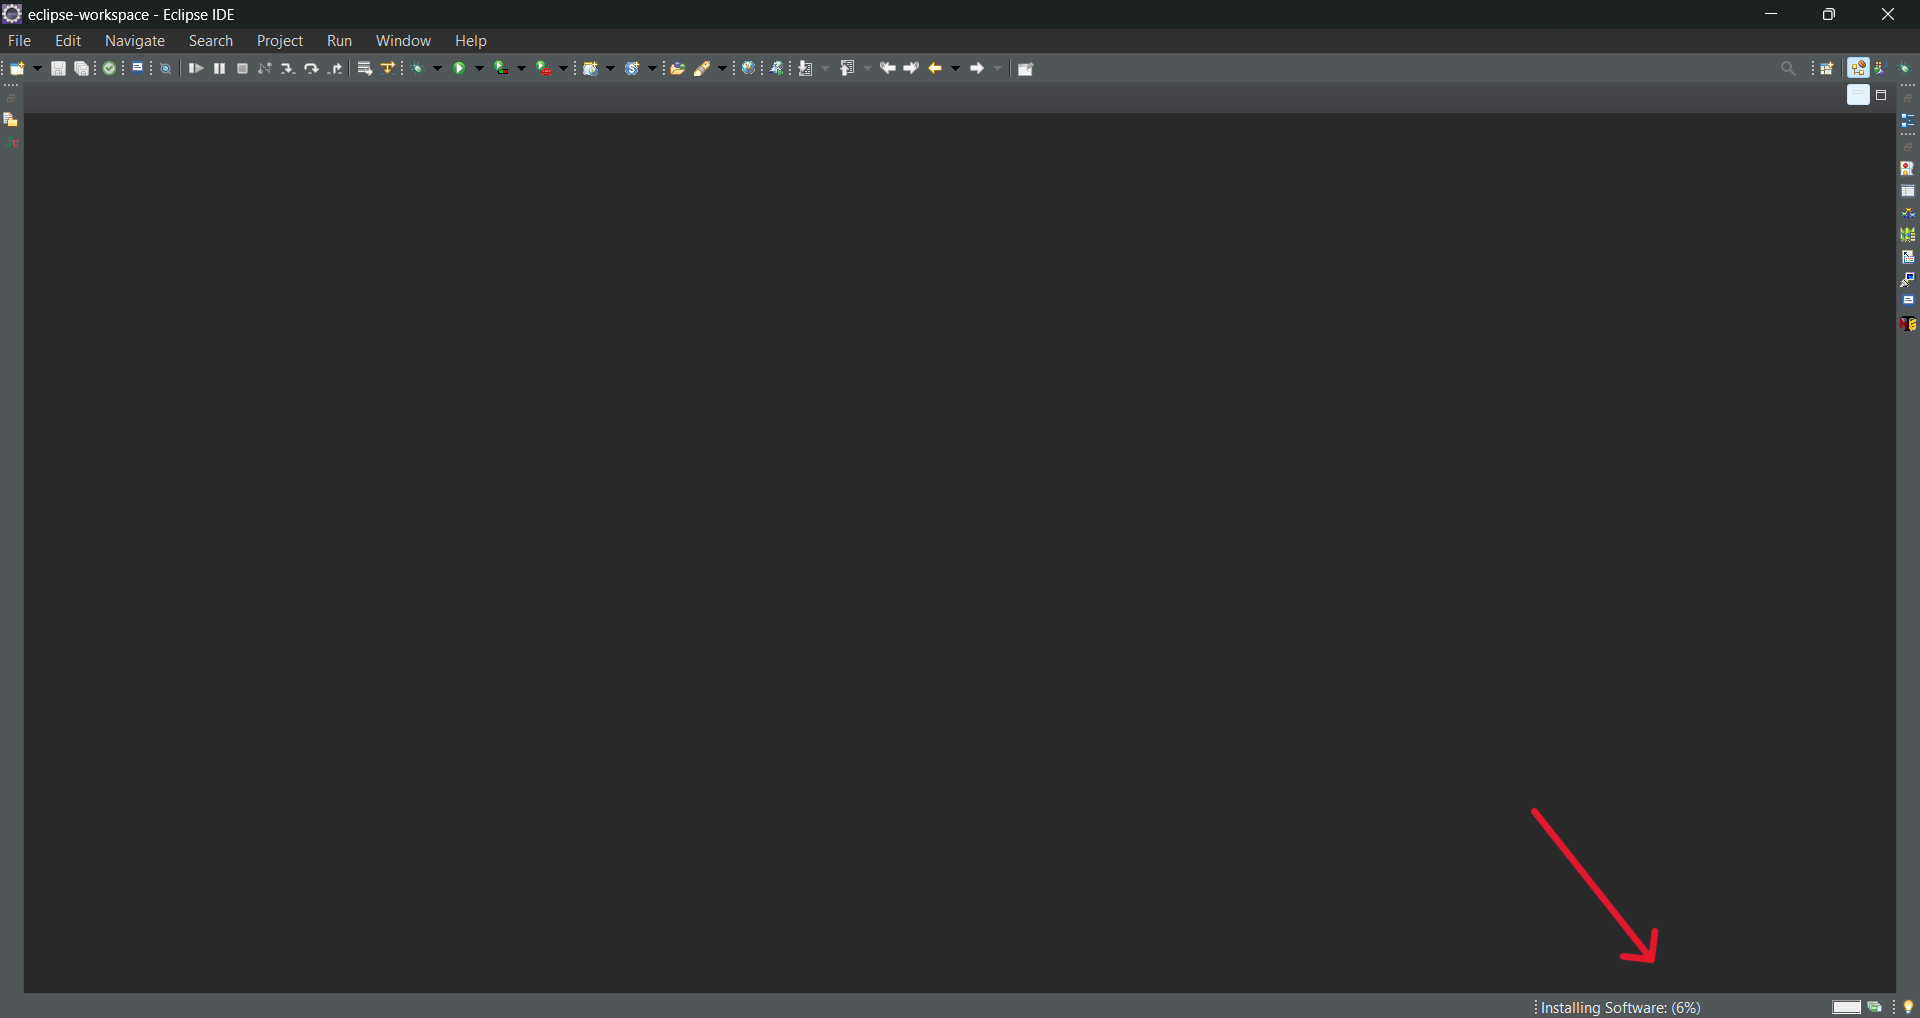 eclipse-workspace - Eclipse IDE
File Edit Navigate Search Project Run Window Help
Installing Software: (6%)